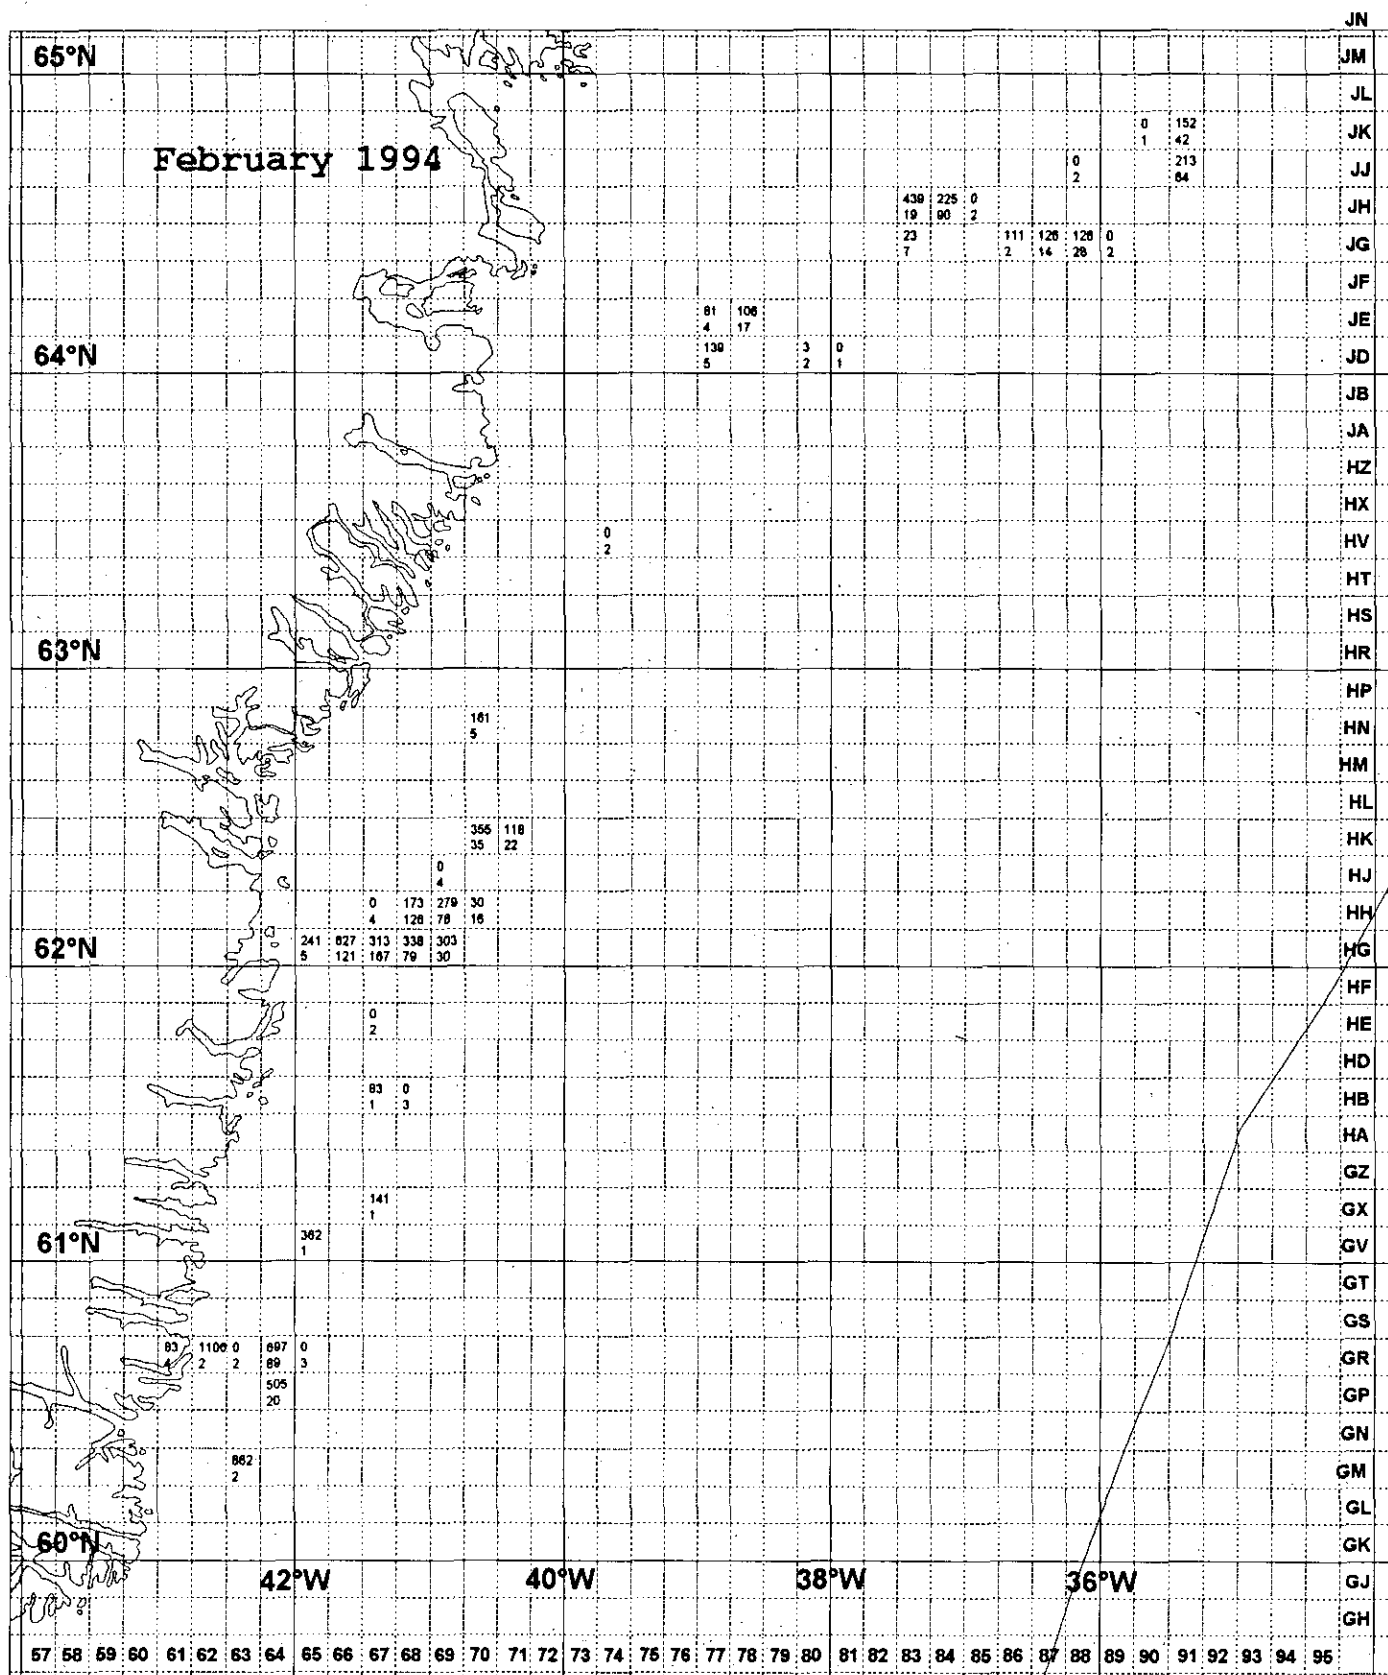 JN
65°N JM
JL
0 152 JK
1 42
February 1994
0 213 JJ
2 64
439 225 0 JH
19 90 2
23 111 126 126 0 JG
7 2 14 28 2
JF
81 106 JE
4 17
64°N 139 3 0 JD
5 2 1
JB
JA
HZ
HX
0 HV
2
HT
HS
63°N HR
HP
161 HN
5
HM
HL
355 118 HK
35 22
0 HJ
4
0 173 279 30 HH
4 126 78 16
62°N 241 627 313 338 303 HG
5 121 167 79 30
HF
0 HE
2
HD
83 0 HB
1 3
HA
GZ
141 GX
1
61°N 362 GV
1
GT
GS
83 1106 0 697 0 GR
4 2 2 89 3
505 GP
20
GN
862 GM
2
GL
60°N GK
42°W 40°W 38°W 36°W GJ
GH
57 58 59 60 61 62 63 64 65 66 67 68 69 70 71 72 73 74 75 76 77 78 79 80 81 82 83 84 85 86 87 88 89 90 91 92 93 94 95